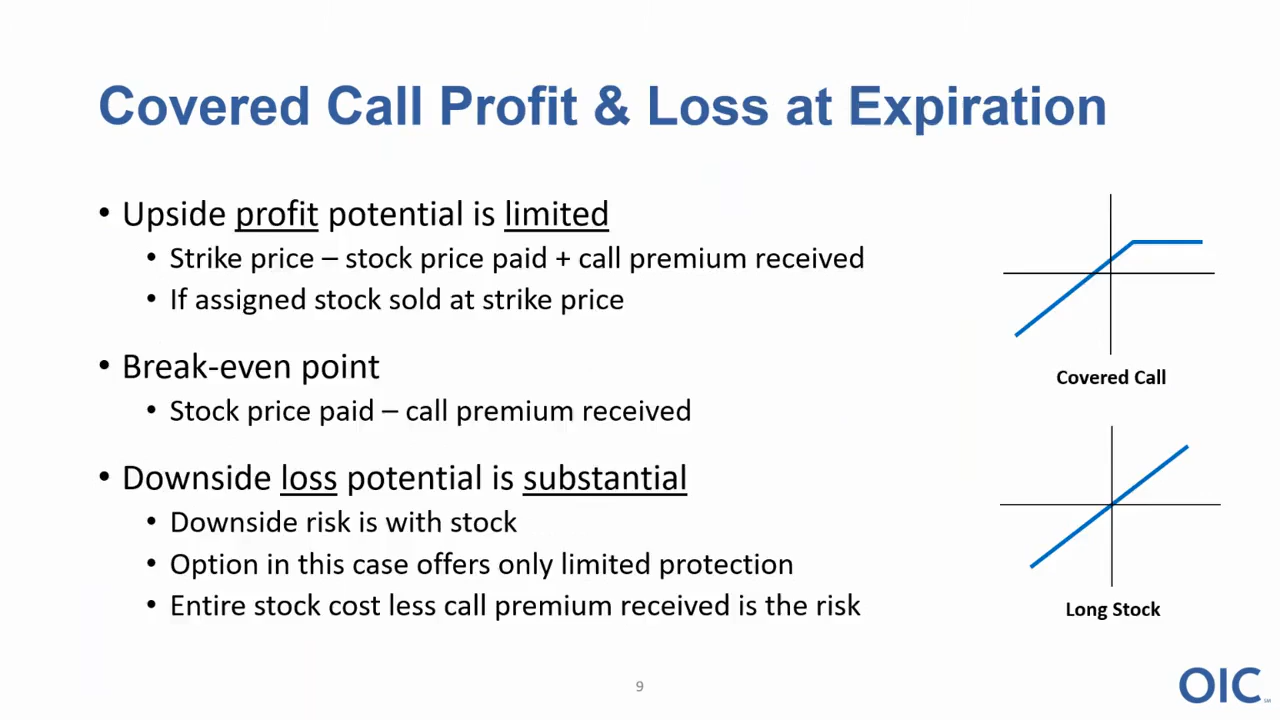 Covered Call Profit & Loss at Expiration
• Upside profit potential is limited
• Strike price – stock price paid + call premium received
• If assigned stock sold at strike price
• Break-even point
• Stock price paid – call premium received
• Downside loss potential is substantial
• Downside risk is with stock
• Option in this case offers only limited protection
• Entire stock cost less call premium received is the risk
Covered Call
Long Stock
9
OIC℠